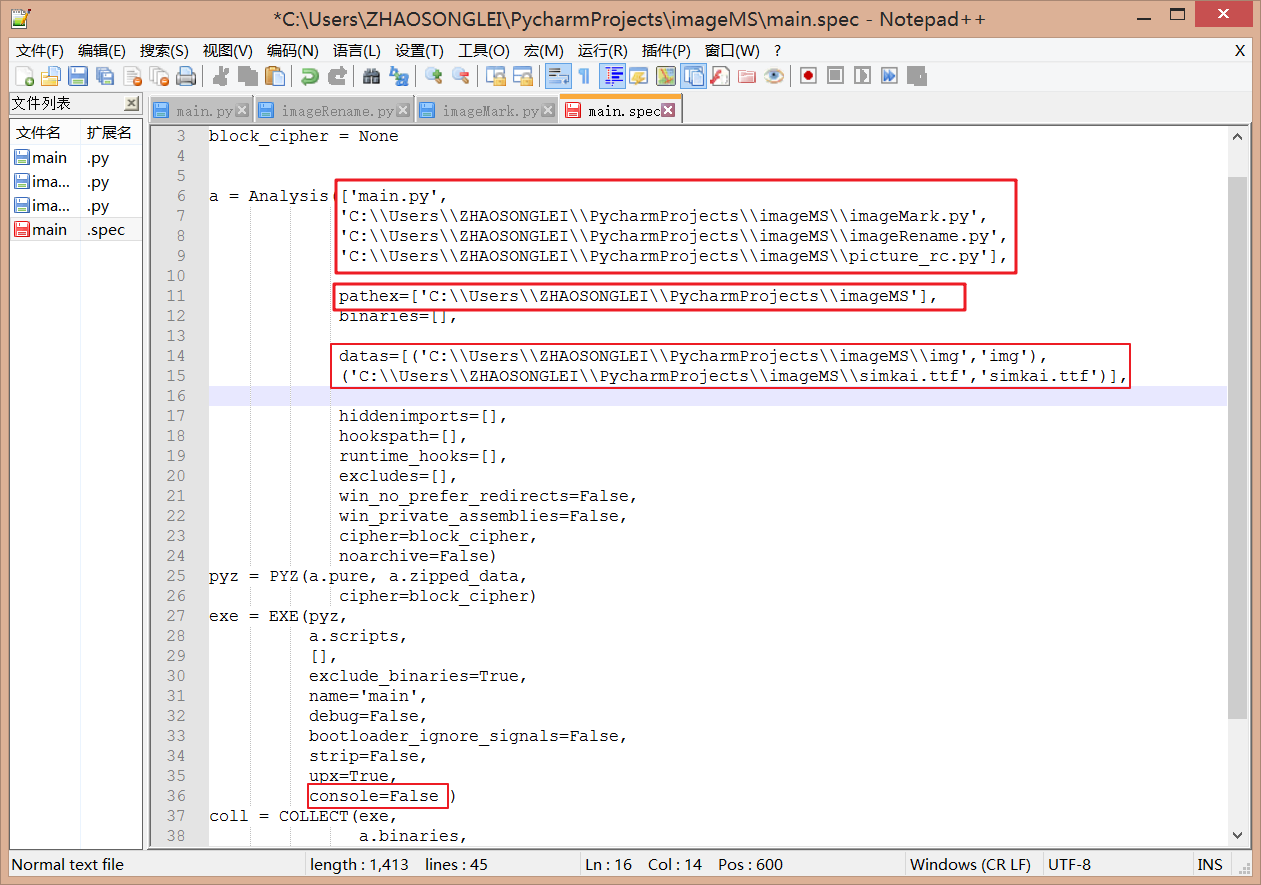 *C:\Users\ZHAOSONGLEI\PycharmProjects\imageMS\main.spec - Notepad++
文件(F) 编辑(E) 搜索(S) 视图(V) 编码(N) 语言(L) 设置(T) 工具(O) 宏(M) 运行(R) 插件(P) 窗口(W) ? X
文件列表
main.py imageRename.py imageMark.py main.spec
文件名 扩展名
main .py
ima... .py
ima... .py
main .spec
3 block_cipher = None
4
5
6 a = Analysis(['main.py',
7 'C:\\Users\\ZHAOSONGLEI\\PycharmProjects\\imageMS\\imageMark.py',
8 'C:\\Users\\ZHAOSONGLEI\\PycharmProjects\\imageMS\\imageRename.py',
9 'C:\\Users\\ZHAOSONGLEI\\PycharmProjects\\imageMS\\picture_rc.py'],
10
11 pathex=['C:\\Users\\ZHAOSONGLEI\\PycharmProjects\\imageMS'],
12 binaries=[],
13
14 datas=[('C:\\Users\\ZHAOSONGLEI\\PycharmProjects\\imageMS\\img','img'),
15 ('C:\\Users\\ZHAOSONGLEI\\PycharmProjects\\imageMS\\simkai.ttf','simkai.ttf')],
16
17 hiddenimports=[],
18 hookspath=[],
19 runtime_hooks=[],
20 excludes=[],
21 win_no_prefer_redirects=False,
22 win_private_assemblies=False,
23 cipher=block_cipher,
24 noarchive=False)
25 pyz = PYZ(a.pure, a.zipped_data,
26 cipher=block_cipher)
27 exe = EXE(pyz,
28 a.scripts,
29 [],
30 exclude_binaries=True,
31 name='main',
32 debug=False,
33 bootloader_ignore_signals=False,
34 strip=False,
35 upx=True,
36 console=False )
37 coll = COLLECT(exe,
38 a.binaries,
Normal text file length : 1,413 lines : 45 Ln : 16 Col : 14 Pos : 600 Windows (CR LF) UTF-8 INS